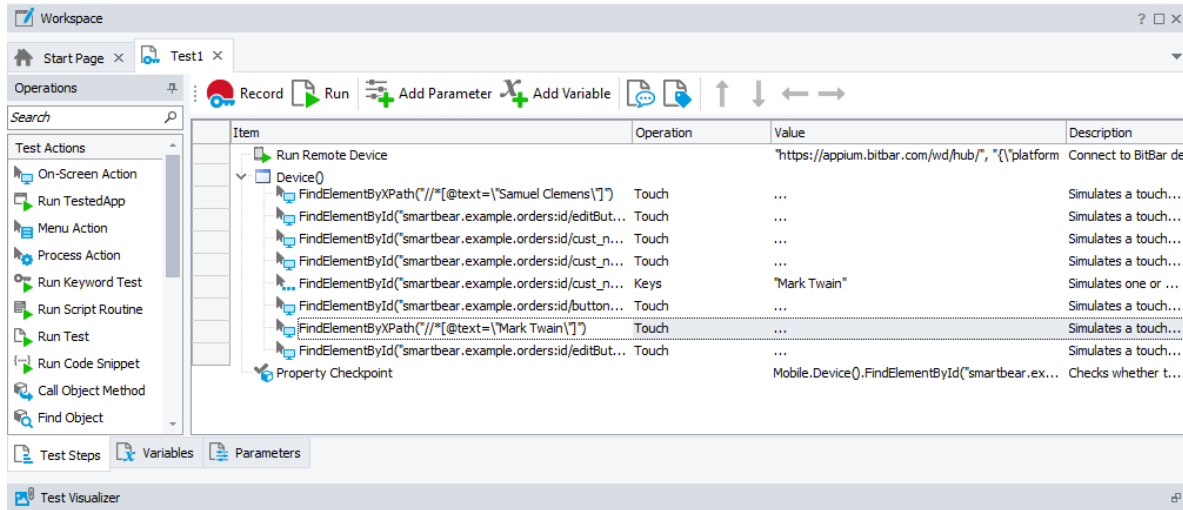 Workspace
Start Page
Test1
Operations
Record Run Add Parameter Add Variable
Search
Item Operation Value Description
Test Actions
On-Screen Action
Run TestedApp
Menu Action
Process Action
Run Keyword Test
Run Script Routine
Run Test
Run Code Snippet
Call Object Method
Find Object
Run Remote Device "https://appium.bitbar.com/wd/hub/", "{\"platform Connect to BitBar de
Device()
FindElementByXPath("//*[@text=\"Samuel Clemens\"]") Touch ... Simulates a touch...
FindElementById("smartbear.example.orders:id/editBut... Touch ... Simulates a touch...
FindElementById("smartbear.example.orders:id/cust_n... Touch ... Simulates a touch...
FindElementById("smartbear.example.orders:id/cust_n... Touch ... Simulates a touch...
FindElementById("smartbear.example.orders:id/cust_n... Keys "Mark Twain" Simulates one or ...
FindElementById("smartbear.example.orders:id/button... Touch ... Simulates a touch...
FindElementByXPath("//*[@text=\"Mark Twain\"]") Touch ... Simulates a touch...
FindElementById("smartbear.example.orders:id/editBut... Touch ... Simulates a touch...
Property Checkpoint Mobile.Device().FindElementById("smartbear.ex... Checks whether t...
Test Steps Variables Parameters
Test Visualizer